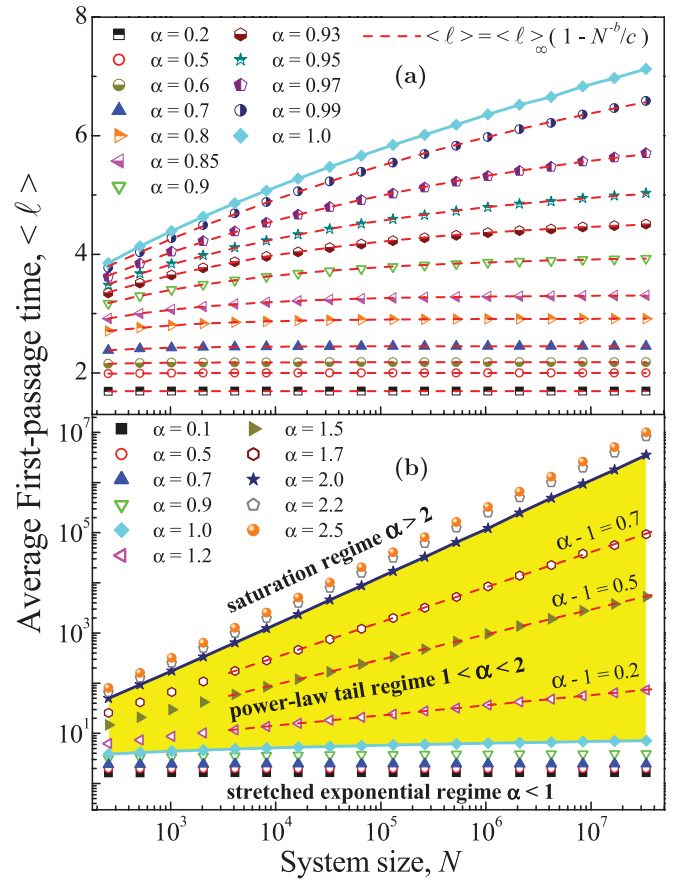 α = 0.2
α = 0.5
α = 0.6
α = 0.7
α = 0.8
α = 0.85
α = 0.9
α = 0.93
α = 0.95
α = 0.97
α = 0.99
α = 1.0
< ℓ > = < ℓ >∞ ( 1 - N^-b/c )
(a)
8
6
4
2
Average First-passage time, < ℓ >
α = 0.1
α = 0.5
α = 0.7
α = 0.9
α = 1.0
α = 1.2
α = 1.5
α = 1.7
α = 2.0
α = 2.2
α = 2.5
(b)
10^7
10^5
10^3
10^1
saturation regime α > 2
α - 1 = 0.7
α - 1 = 0.5
power-law tail regime 1 < α < 2
α - 1 = 0.2
stretched exponential regime α < 1
10^3
10^4
10^5
10^6
10^7
System size, N